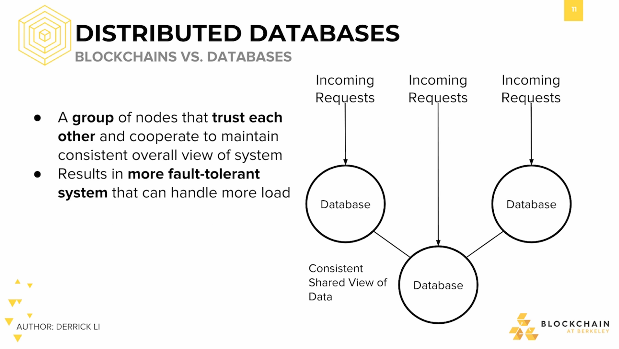 11
DISTRIBUTED DATABASES
BLOCKCHAINS VS. DATABASES
● A group of nodes that trust each
other and cooperate to maintain
consistent overall view of system
● Results in more fault-tolerant
system that can handle more load
Incoming
Requests
Incoming
Requests
Incoming
Requests
Database
Database
Database
Consistent
Shared View of
Data
AUTHOR: DERRICK LI
BLOCKCHAIN
AT BERKELEY